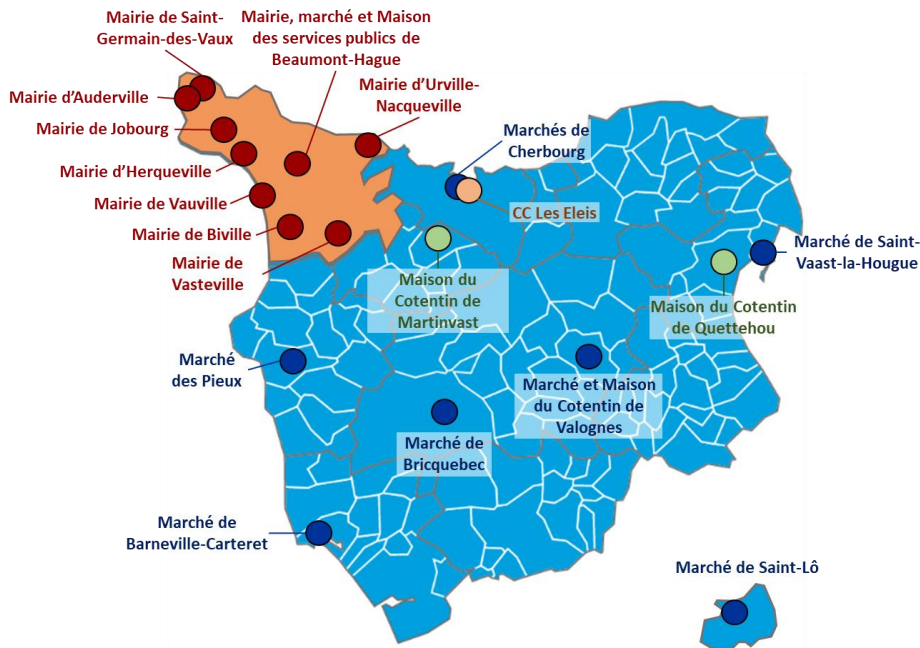 Mairie de Saint-
Germain-des-Vaux
Mairie, marché et Maison
des services publics de
Beaumont-Hague
Mairie d'Urville-
Nacqueville
Mairie d'Auderville
Mairie de Jobourg
Mairie d'Herqueville
Mairie de Vauville
Mairie de Biville
Mairie de
Vasteville
Marchés de
Cherbourg
CC Les Eleis
Marché de Saint-
Vaast-la-Hougue
Maison du
Cotentin de
Martinvast
Maison du Cotentin
de Quettehou
Marché
des Pieux
Marché et Maison
du Cotentin de
Valognes
Marché de
Bricquebec
Marché de
Barneville-Carteret
Marché de Saint-Lô